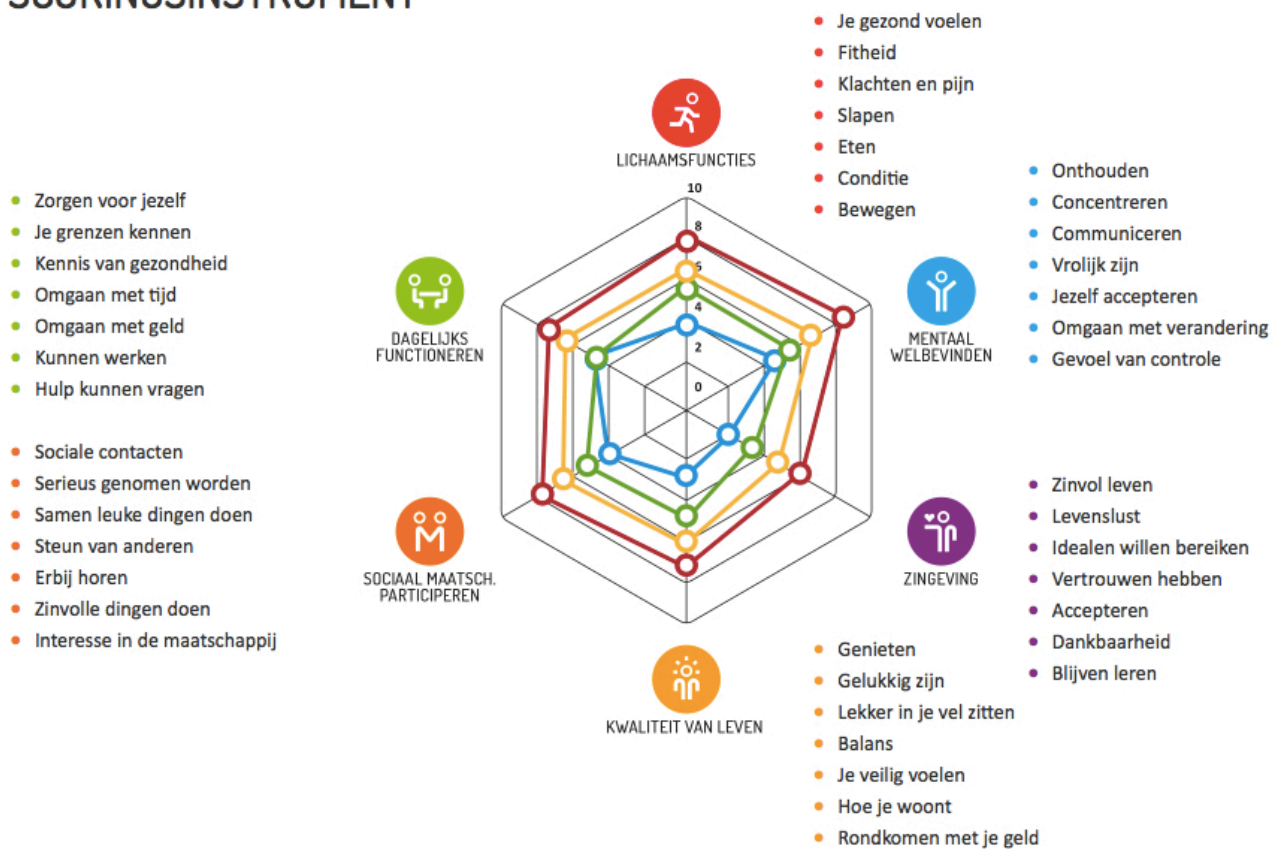 • Je gezond voelen
• Fitheid
• Klachten en pijn
• Slapen
• Eten
• Conditie
• Bewegen
LICHAAMSFUNCTIES
• Onthouden
• Concentreren
• Communiceren
• Vrolijk zijn
• Jezelf accepteren
• Omgaan met verandering
• Gevoel van controle
MENTAAL
WELBEVINDEN
• Zorgen voor jezelf
• Je grenzen kennen
• Kennis van gezondheid
• Omgaan met tijd
• Omgaan met geld
• Kunnen werken
• Hulp kunnen vragen
DAGELIJKS
FUNCTIONEREN
10
8
6
4
2
0
• Sociale contacten
• Serieus genomen worden
• Samen leuke dingen doen
• Steun van anderen
• Erbij horen
• Zinvolle dingen doen
• Interesse in de maatschappij
SOCIAAL MAATSCH.
PARTICIPEREN
• Zinvol leven
• Levenslust
• Idealen willen bereiken
• Vertrouwen hebben
• Accepteren
• Dankbaarheid
• Blijven leren
ZINGEVING
KWALITEIT VAN LEVEN
• Genieten
• Gelukkig zijn
• Lekker in je vel zitten
• Balans
• Je veilig voelen
• Hoe je woont
• Rondkomen met je geld